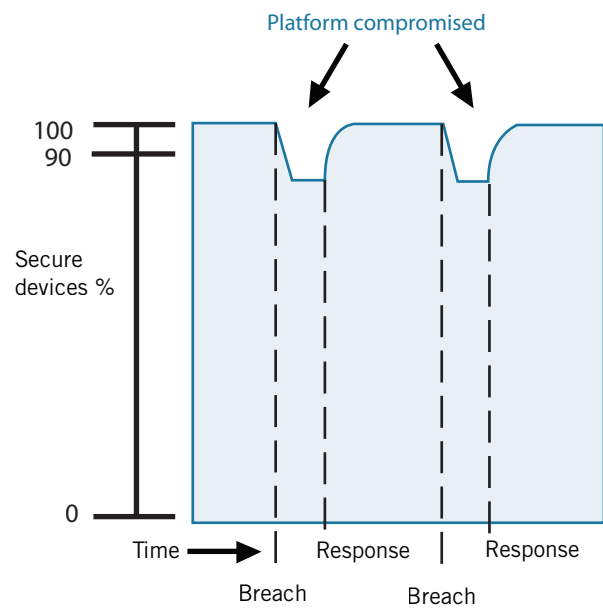 Platform compromised
100
90
Secure
devices %
0
Time
Response
Response
Breach
Breach